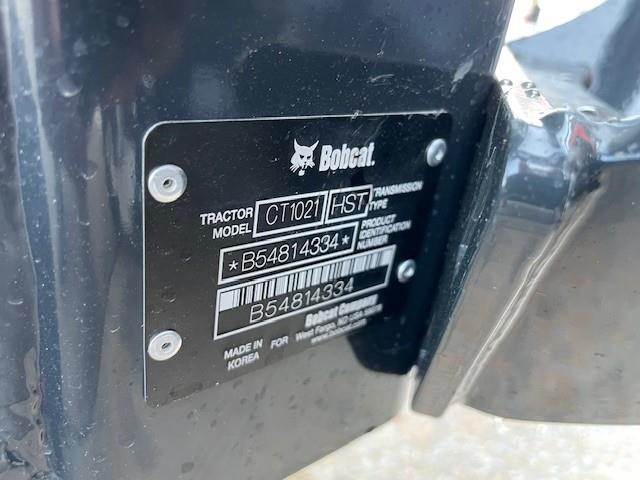 Bobcat.
TRACTOR MODEL CT1021 HST TRANSMISSION TYPE
*B54814334* PRODUCT IDENTIFICATION NUMBER
B54814334
MADE IN KOREA FOR Bobcat Company
West Fargo, ND USA 58078
www.bobcat.com